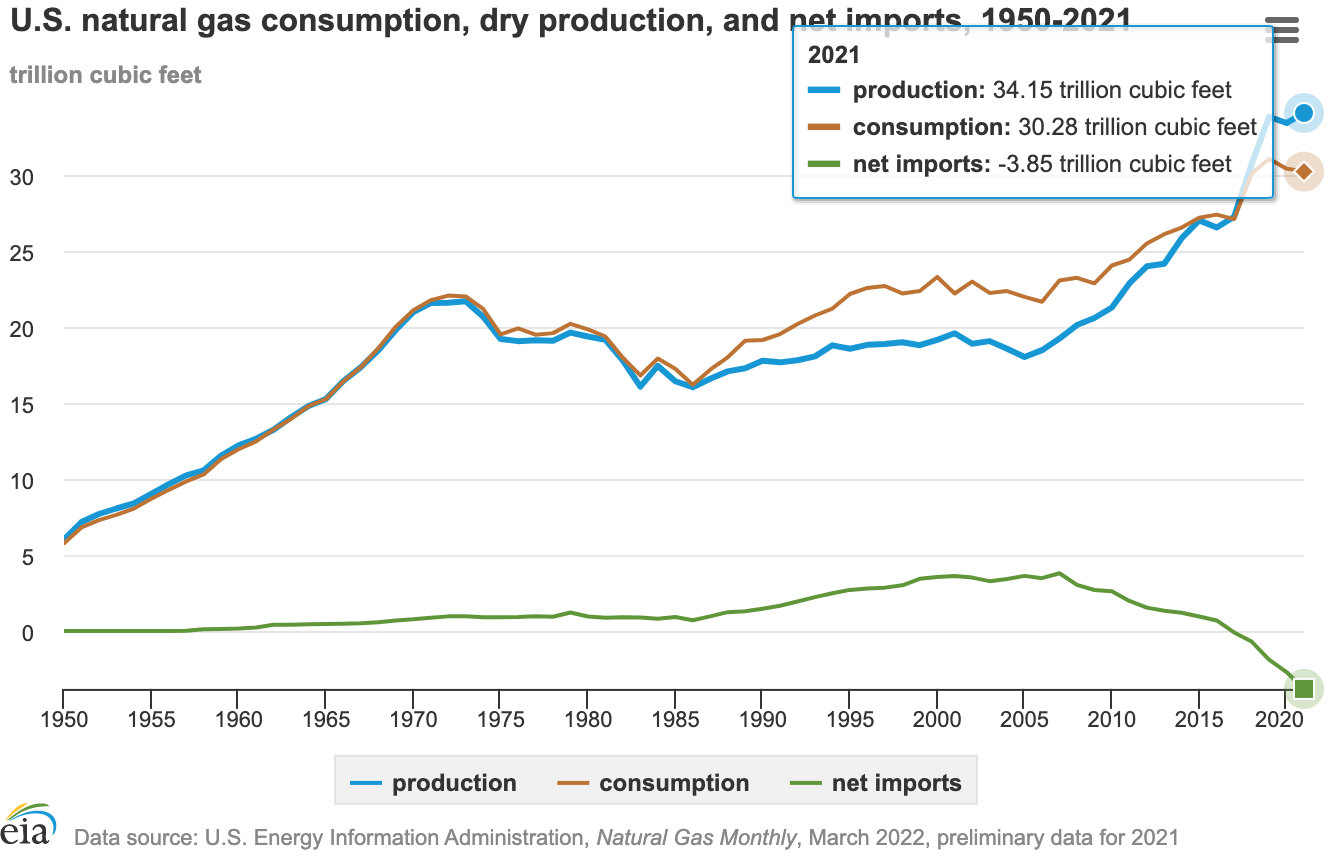 U.S. natural gas consumption, dry production, and net imports, 1950-2021
trillion cubic feet
2021
production: 34.15 trillion cubic feet
consumption: 30.28 trillion cubic feet
net imports: -3.85 trillion cubic feet
30
25
20
15
10
5
0
1950 1955 1960 1965 1970 1975 1980 1985 1990 1995 2000 2005 2010 2015 2020
production consumption net imports
eia Data source: U.S. Energy Information Administration, Natural Gas Monthly, March 2022, preliminary data for 2021